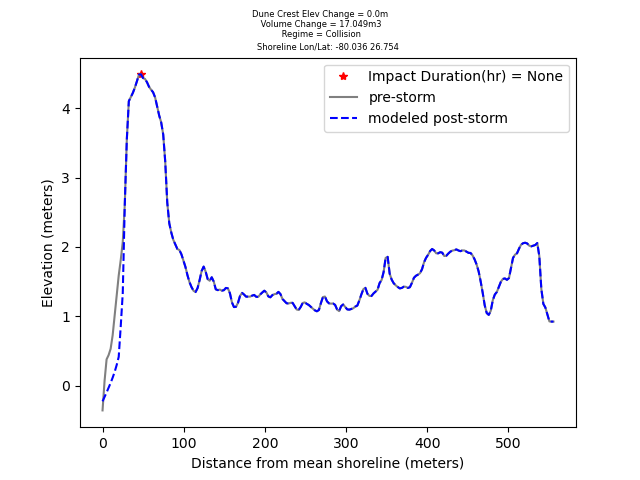 Dune Crest Elev Change = 0.0m
Volume Change = 17.049m3
Regime = Collision
Shoreline Lon/Lat: -80.036 26.754
Impact Duration(hr) = None
pre-storm
modeled post-storm
Elevation (meters)
4
3
2
1
0
0 100 200 300 400 500
Distance from mean shoreline (meters)